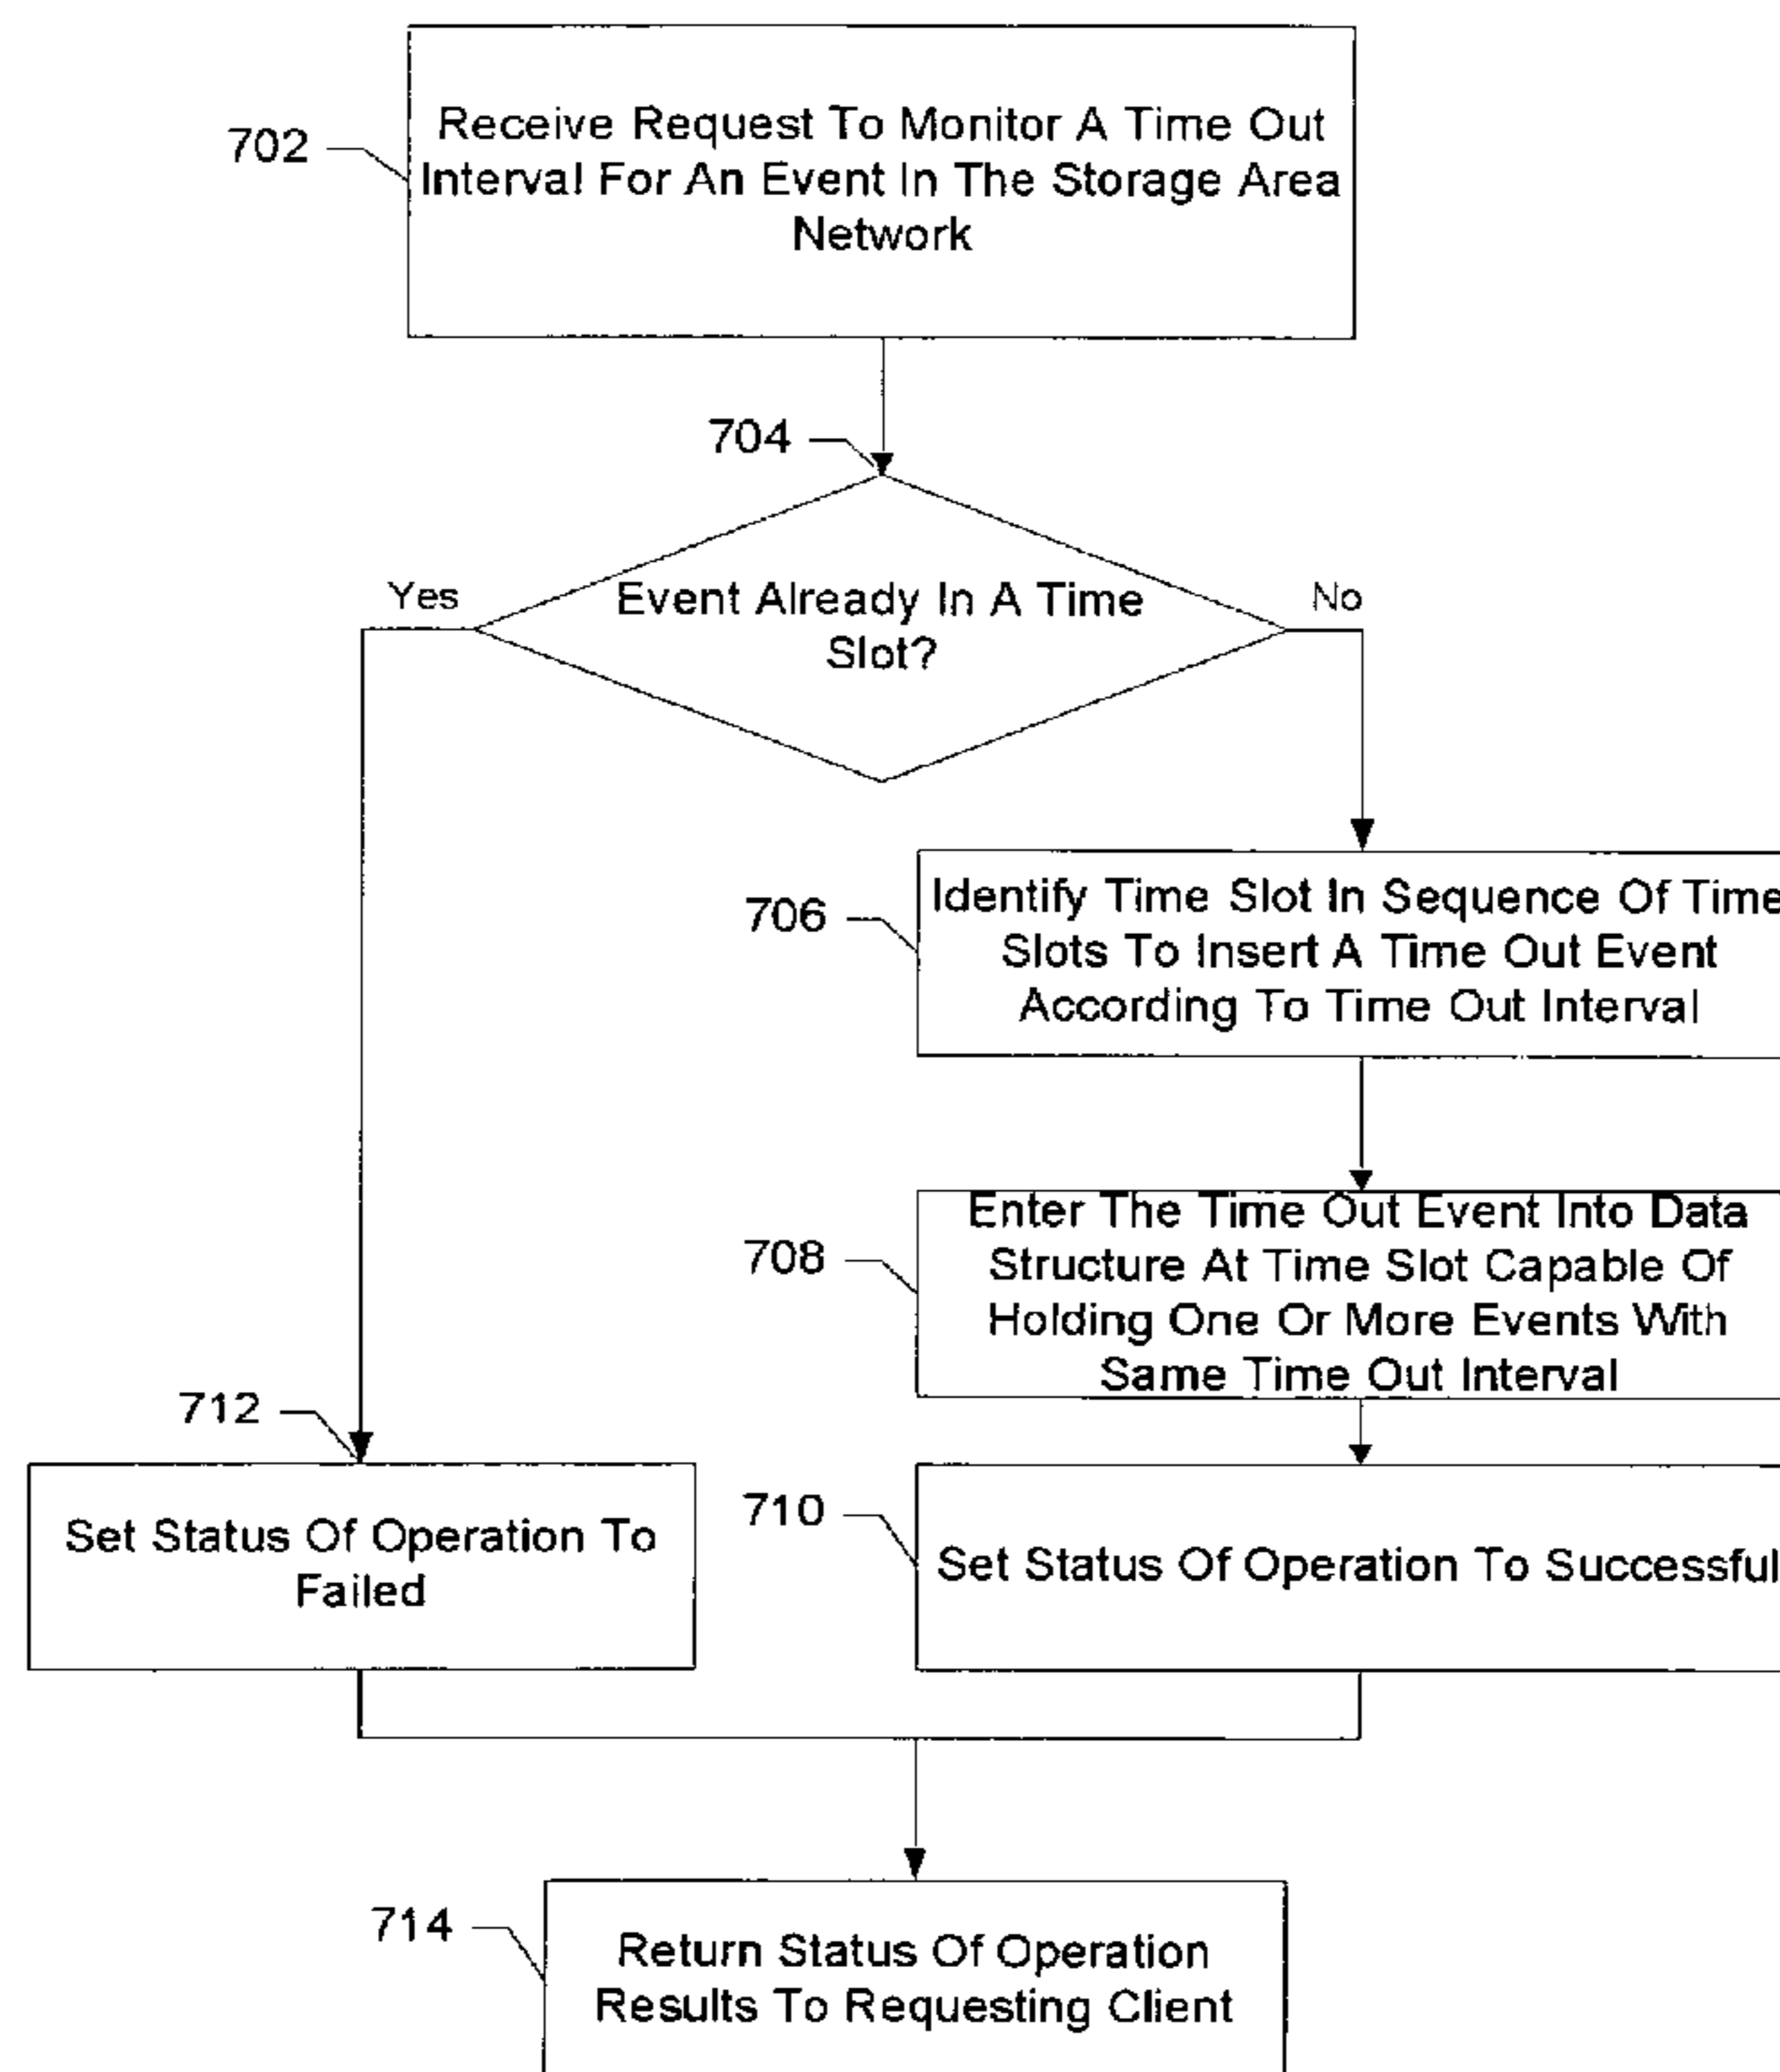 702
Receive Request To Monitor A Time Out
Interval For An Event In The Storage Area
Network
704
Event Already In A Time
Slot?
Yes
No
706
Identify Time Slot In Sequence Of Time
Slots To Insert A Time Out Event
According To Time Out Interval
708
Enter The Time Out Event Into Data
Structure At Time Slot Capable Of
Holding One Or More Events With
Same Time Out Interval
712
Set Status Of Operation To
Failed
710
Set Status Of Operation To Successful
714
Return Status Of Operation
Results To Requesting Client